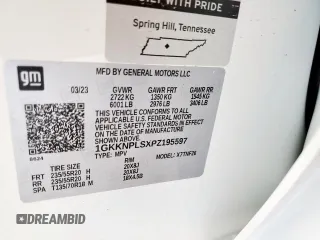 BUILT WITH PRIDE
Spring Hill, Tennessee
gm
MFD BY GENERAL MOTORS LLC
03/23 GVWR GAWR FRT GAWR RR
2722 KG 1350 KG 1545 KG
6001 LB 2976 LB 3406 LB
THIS VEHICLE CONFORMS TO ALL
APPLICABLE U.S. FEDERAL MOTOR
VEHICLE SAFETY STANDARDS IN
EFFECT ON THE DATE OF
MANUFACTURE SHOWN ABOVE.
1GKKNPLSXPZ195597
TYPE: MPV MODEL: X7TNF26
TIRE SIZE RIM
FRT 235/55R20 H 20X8J
RR 235/55R20 H 20X8J
SPA T135/70R18 M 18X4.5B
DREAMBID